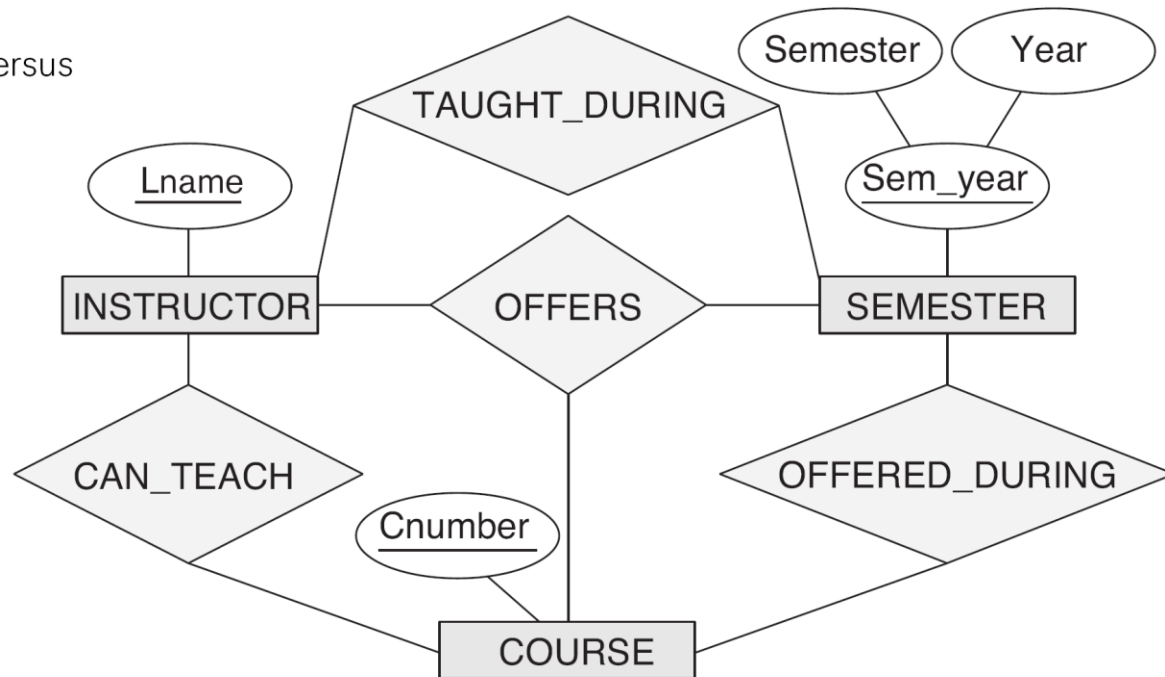 ersus
Semester
Year
TAUGHT_DURING
Lname
Sem_year
INSTRUCTOR
OFFERS
SEMESTER
CAN_TEACH
OFFERED_DURING
Cnumber
COURSE